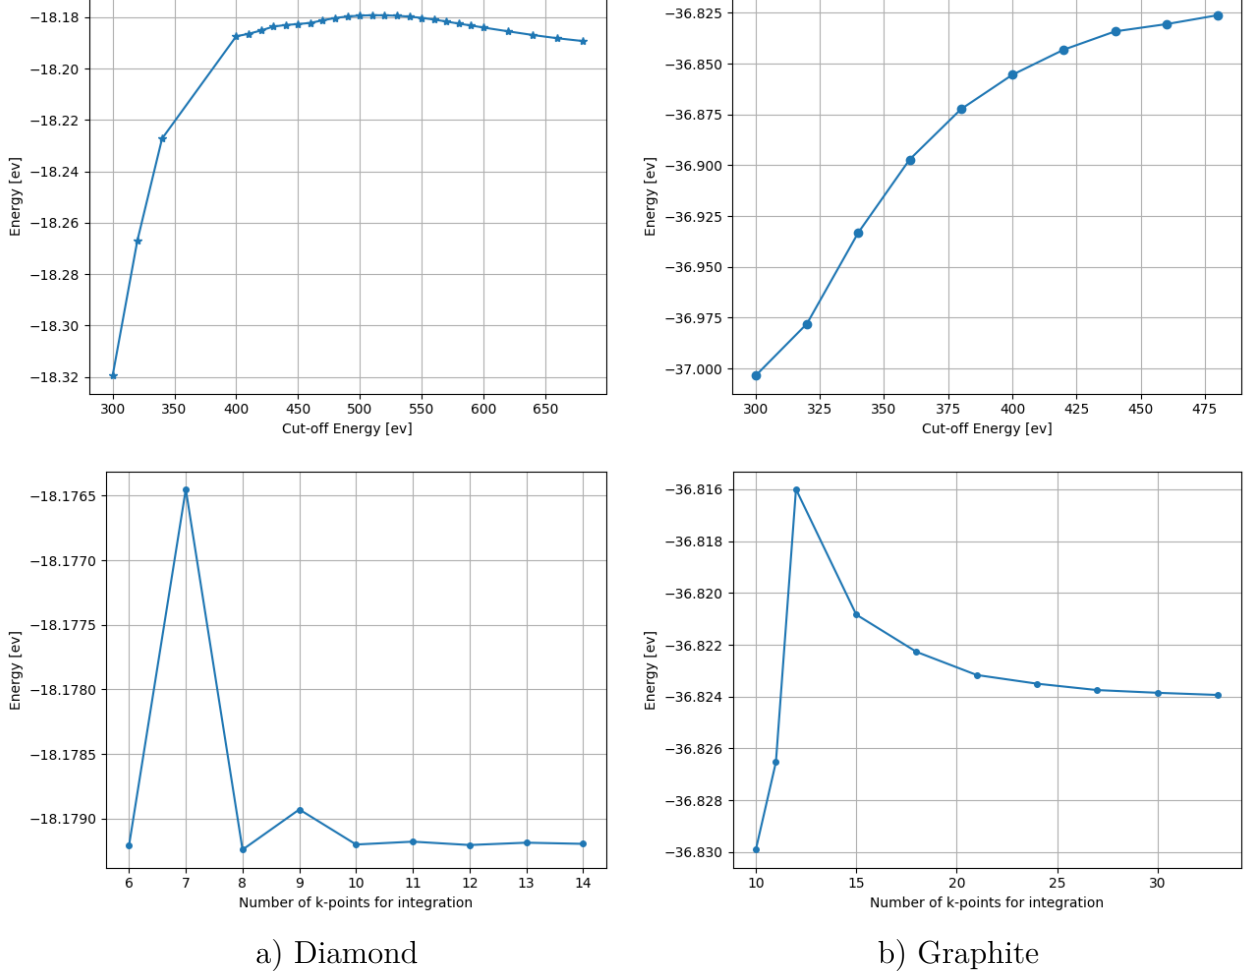 −18.18
−18.20
−18.22
−18.24
−18.26
−18.28
−18.30
−18.32
Energy [ev]
300 350 400 450 500 550 600 650
Cut-off Energy [ev]
−36.825
−36.850
−36.875
−36.900
−36.925
−36.950
−36.975
−37.000
Energy [ev]
300 325 350 375 400 425 450 475
Cut-off Energy [ev]
−18.1765
−18.1770
−18.1775
−18.1780
−18.1785
−18.1790
Energy [ev]
6 7 8 9 10 11 12 13 14
Number of k-points for integration
−36.816
−36.818
−36.820
−36.822
−36.824
−36.826
−36.828
−36.830
Energy [ev]
10 15 20 25 30
Number of k-points for integration
a) Diamond
b) Graphite